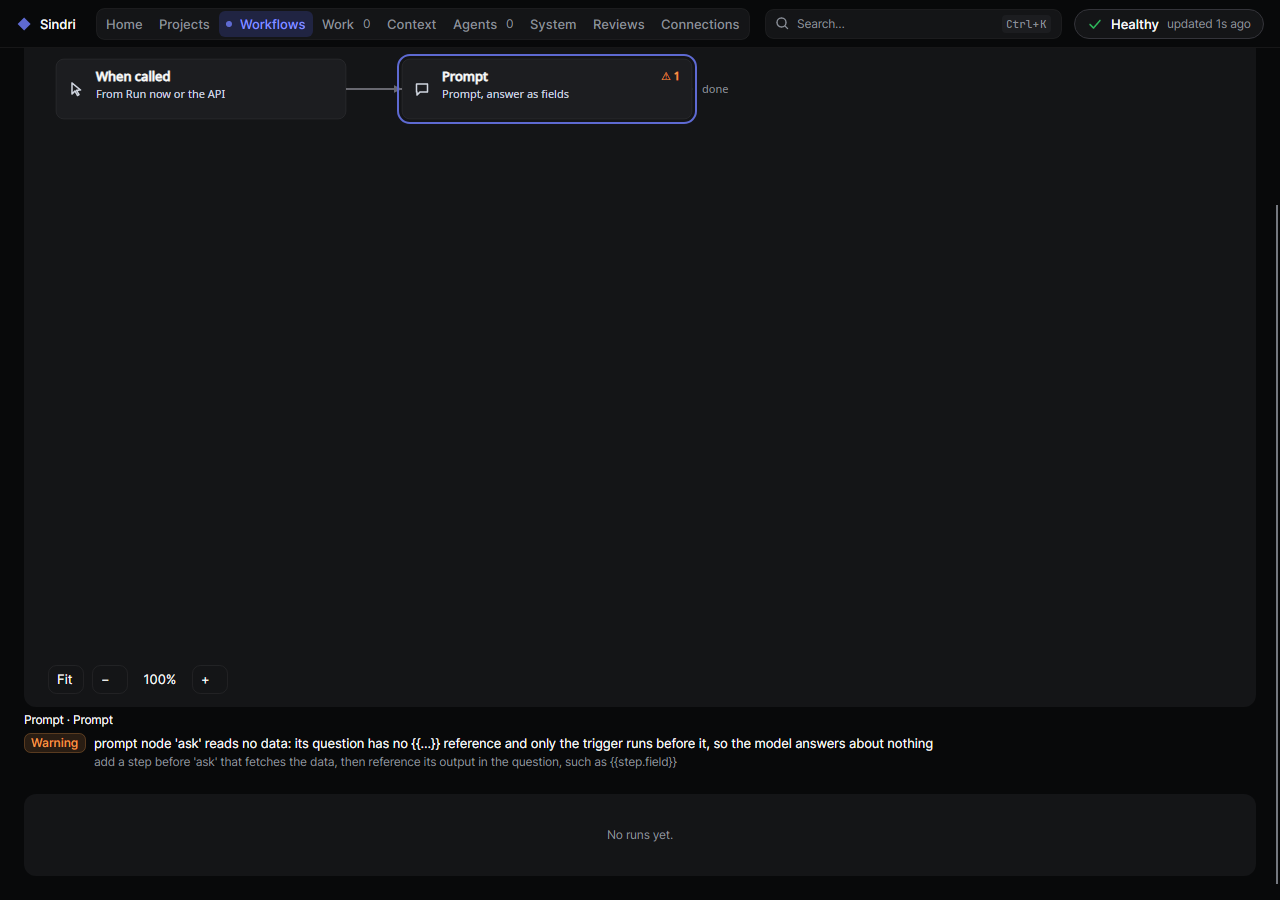 Sindri
Home Projects Workflows Work 0 Context Agents 0 System Reviews Connections
Search... Ctrl+K
Healthy updated 1s ago
When called
From Run now or the API
Prompt ⚠ 1
Prompt, answer as fields
done
Fit − 100% +
Prompt · Prompt
Warning prompt node 'ask' reads no data: its question has no {{...}} reference and only the trigger runs before it, so the model answers about nothing
add a step before 'ask' that fetches the data, then reference its output in the question, such as {{step.field}}
No runs yet.